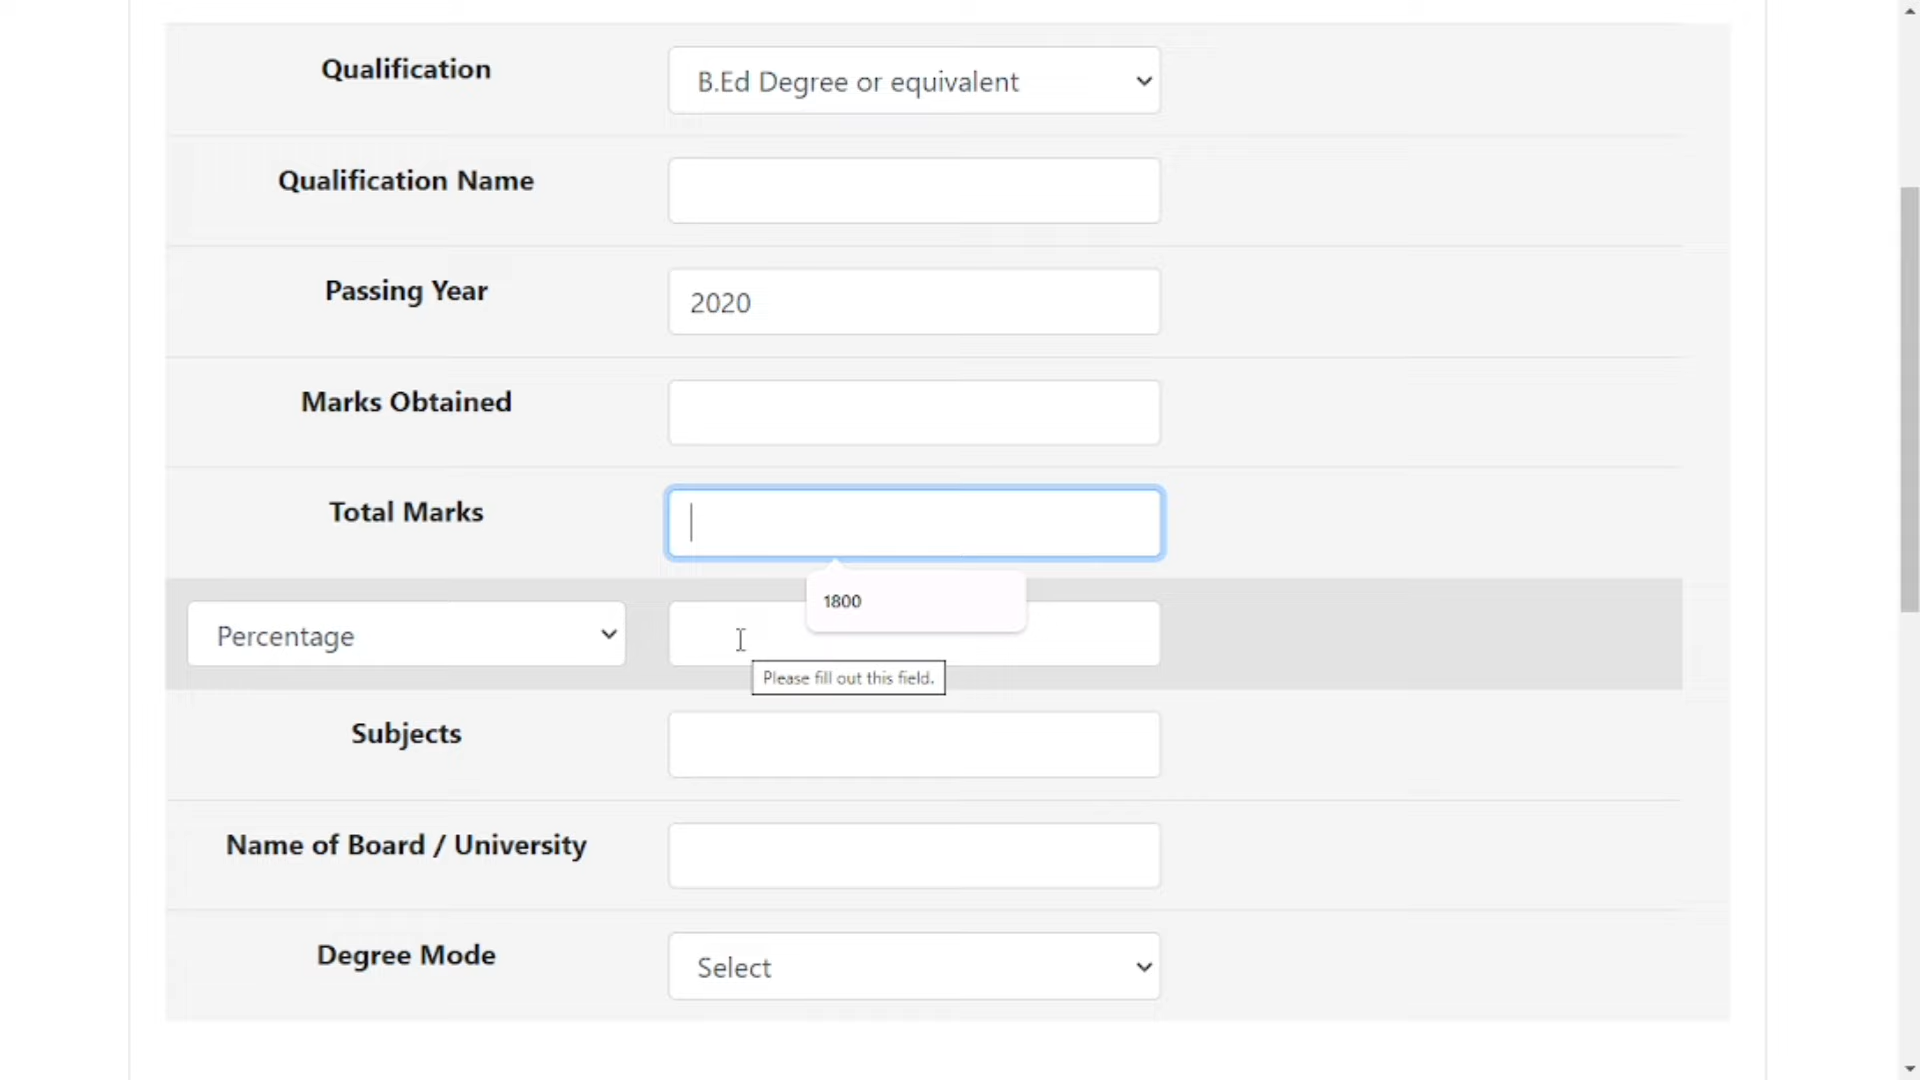 Qualification
B.Ed Degree or equivalent
Qualification Name
Passing Year
2020
Marks Obtained
Total Marks
1800
Percentage
Please fill out this field.
Subjects
Name of Board / University
Degree Mode
Select